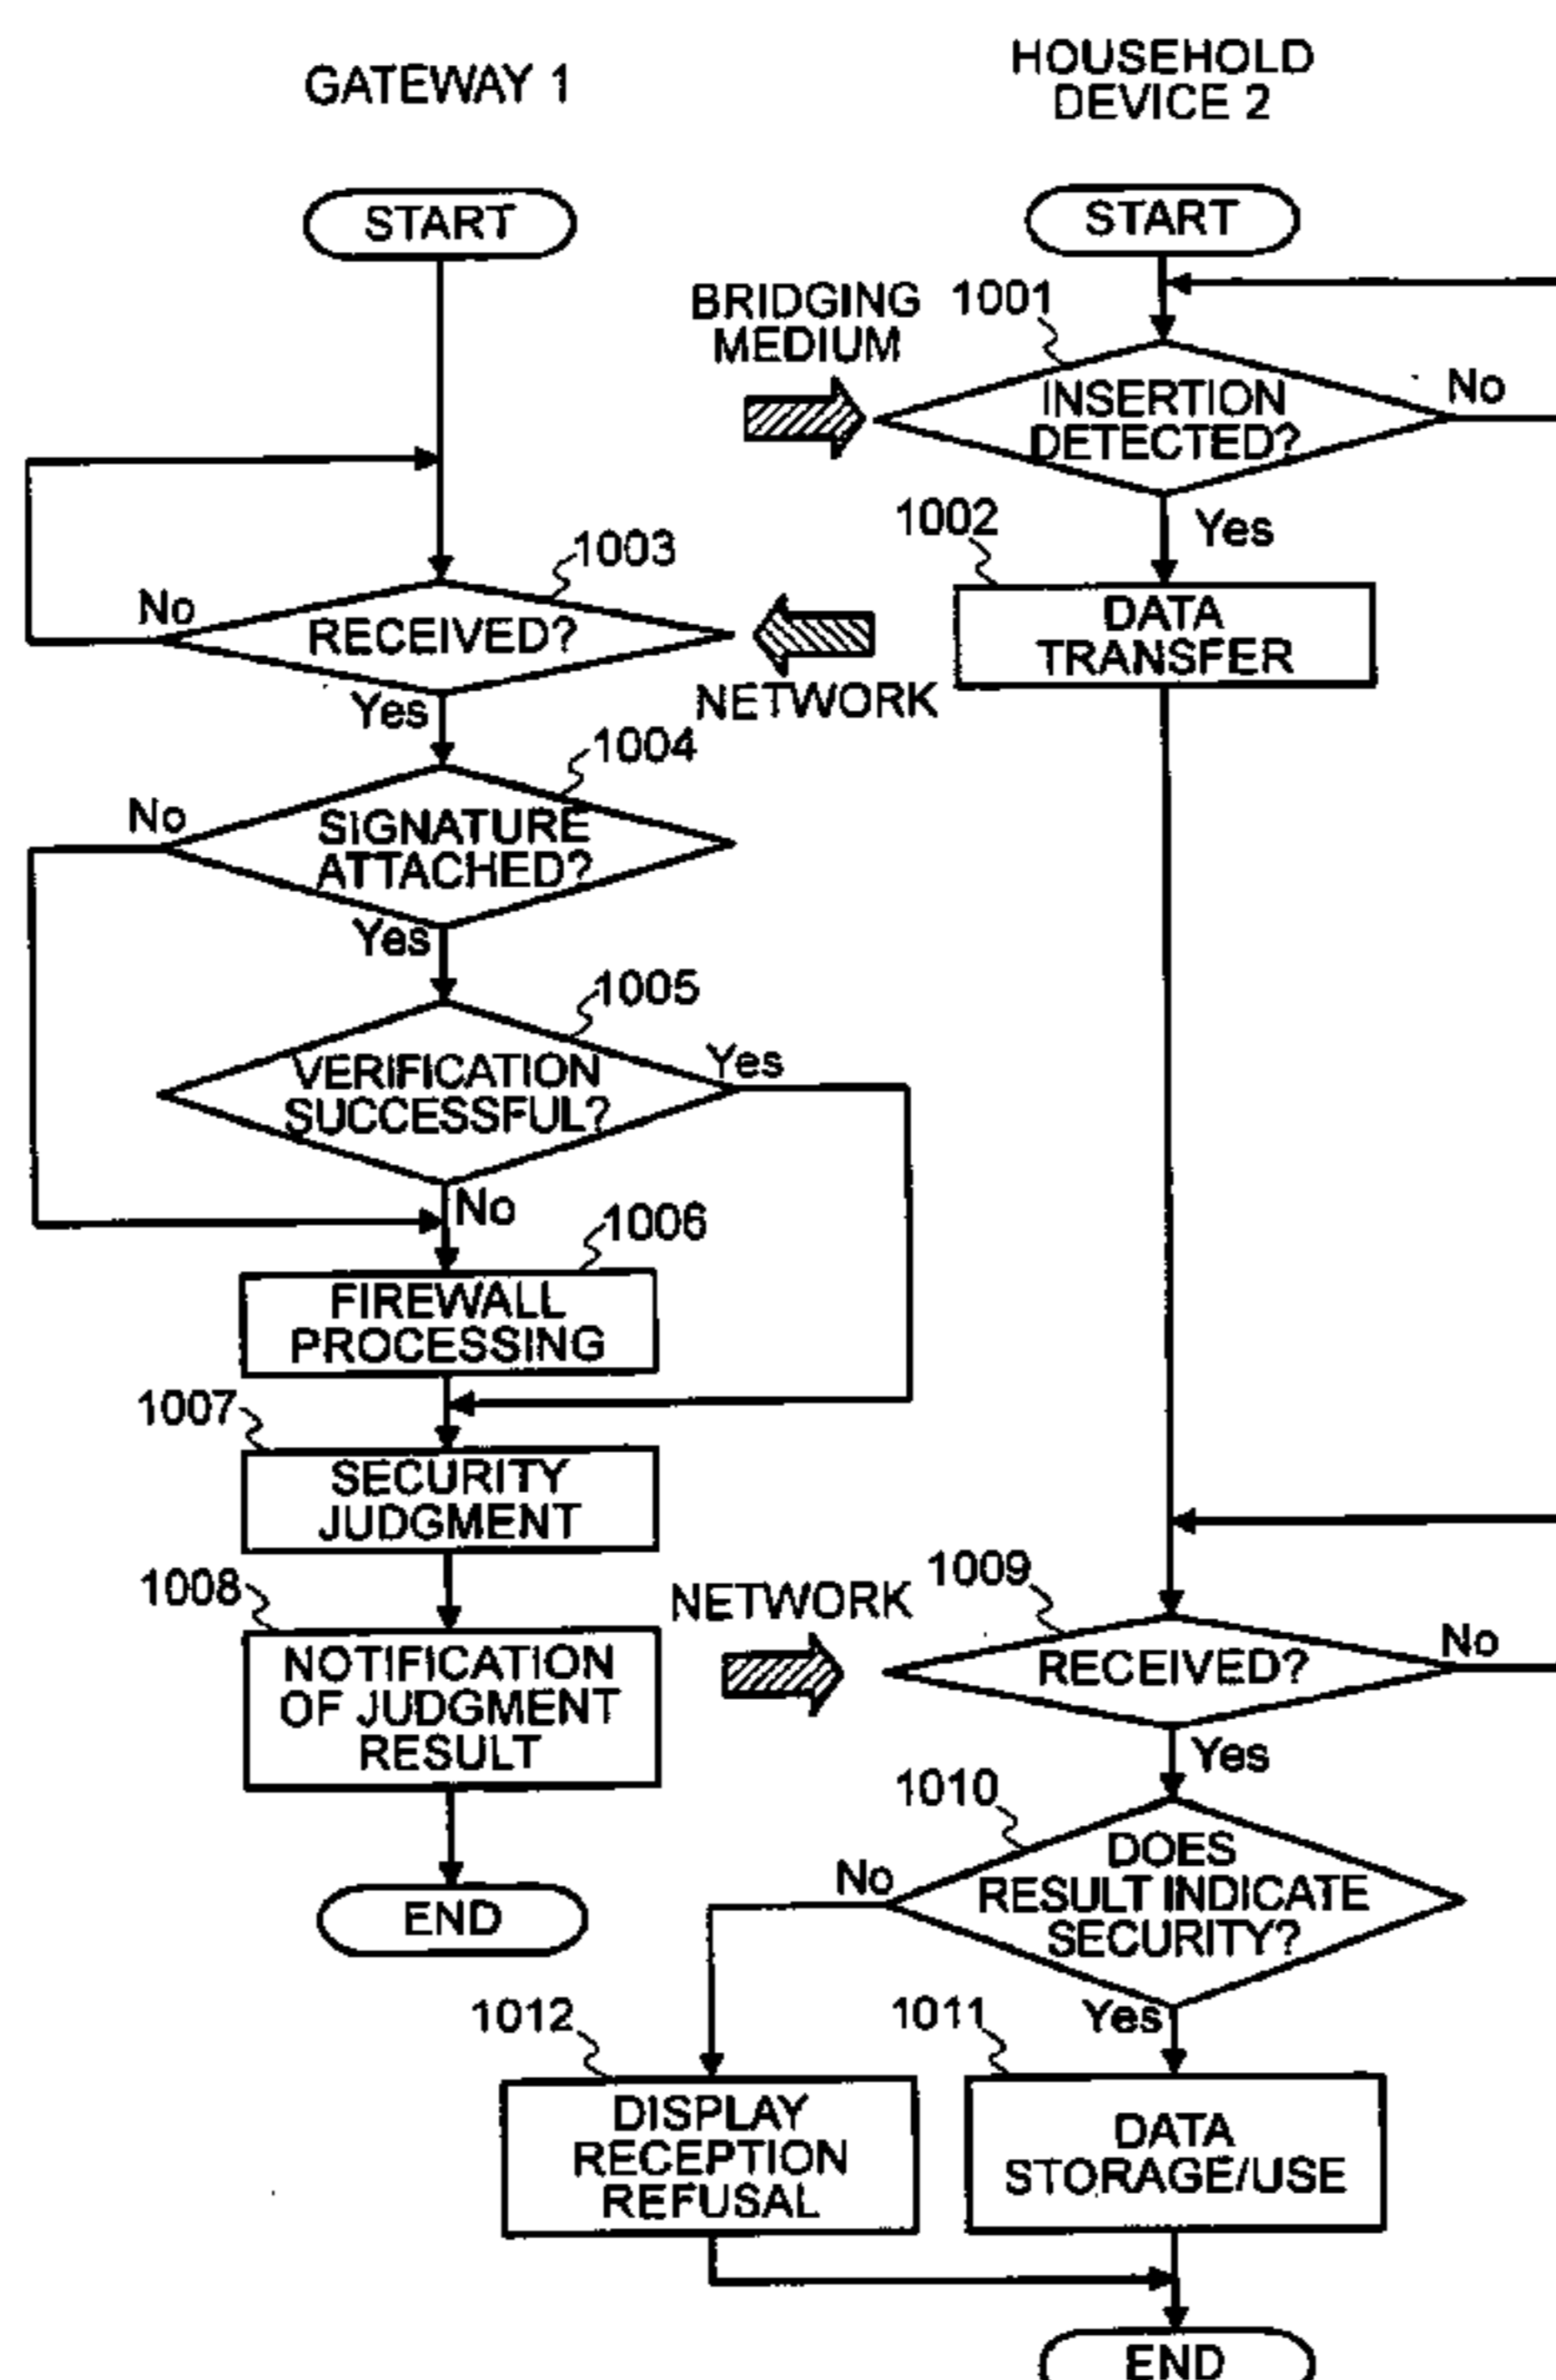 GATEWAY 1
HOUSEHOLD
DEVICE 2
START
START
BRIDGING
MEDIUM
1001
INSERTION
DETECTED?
No
Yes
1002
DATA
TRANSFER
1003
No
RECEIVED?
NETWORK
Yes
1004
No
SIGNATURE
ATTACHED?
Yes
1005
VERIFICATION
SUCCESSFUL?
Yes
No
1006
FIREWALL
PROCESSING
1007
SECURITY
JUDGMENT
1008
NOTIFICATION
OF JUDGMENT
RESULT
END
NETWORK
1009
RECEIVED?
No
Yes
1010
DOES
RESULT INDICATE
SECURITY?
No
Yes
1012
DISPLAY
RECEPTION
REFUSAL
1011
DATA
STORAGE/USE
END